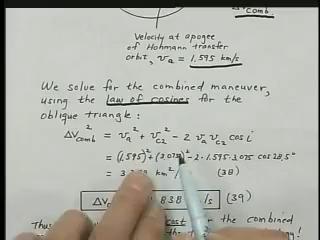 ΔV comb
Velocity at apogee
of Hohmann transfer
orbit, va = 1,595 km/s
We solve for the combined maneuver,
using the law of cosines for the
oblique triangle:
ΔV²comb = va² + vc2² − 2 va vc2 cos i
= (1,595)² + (3.075)² − 2·1.595·3.075 cos 28.5°
km²/ (38)
838 /s (39)
Thus cost for the combined